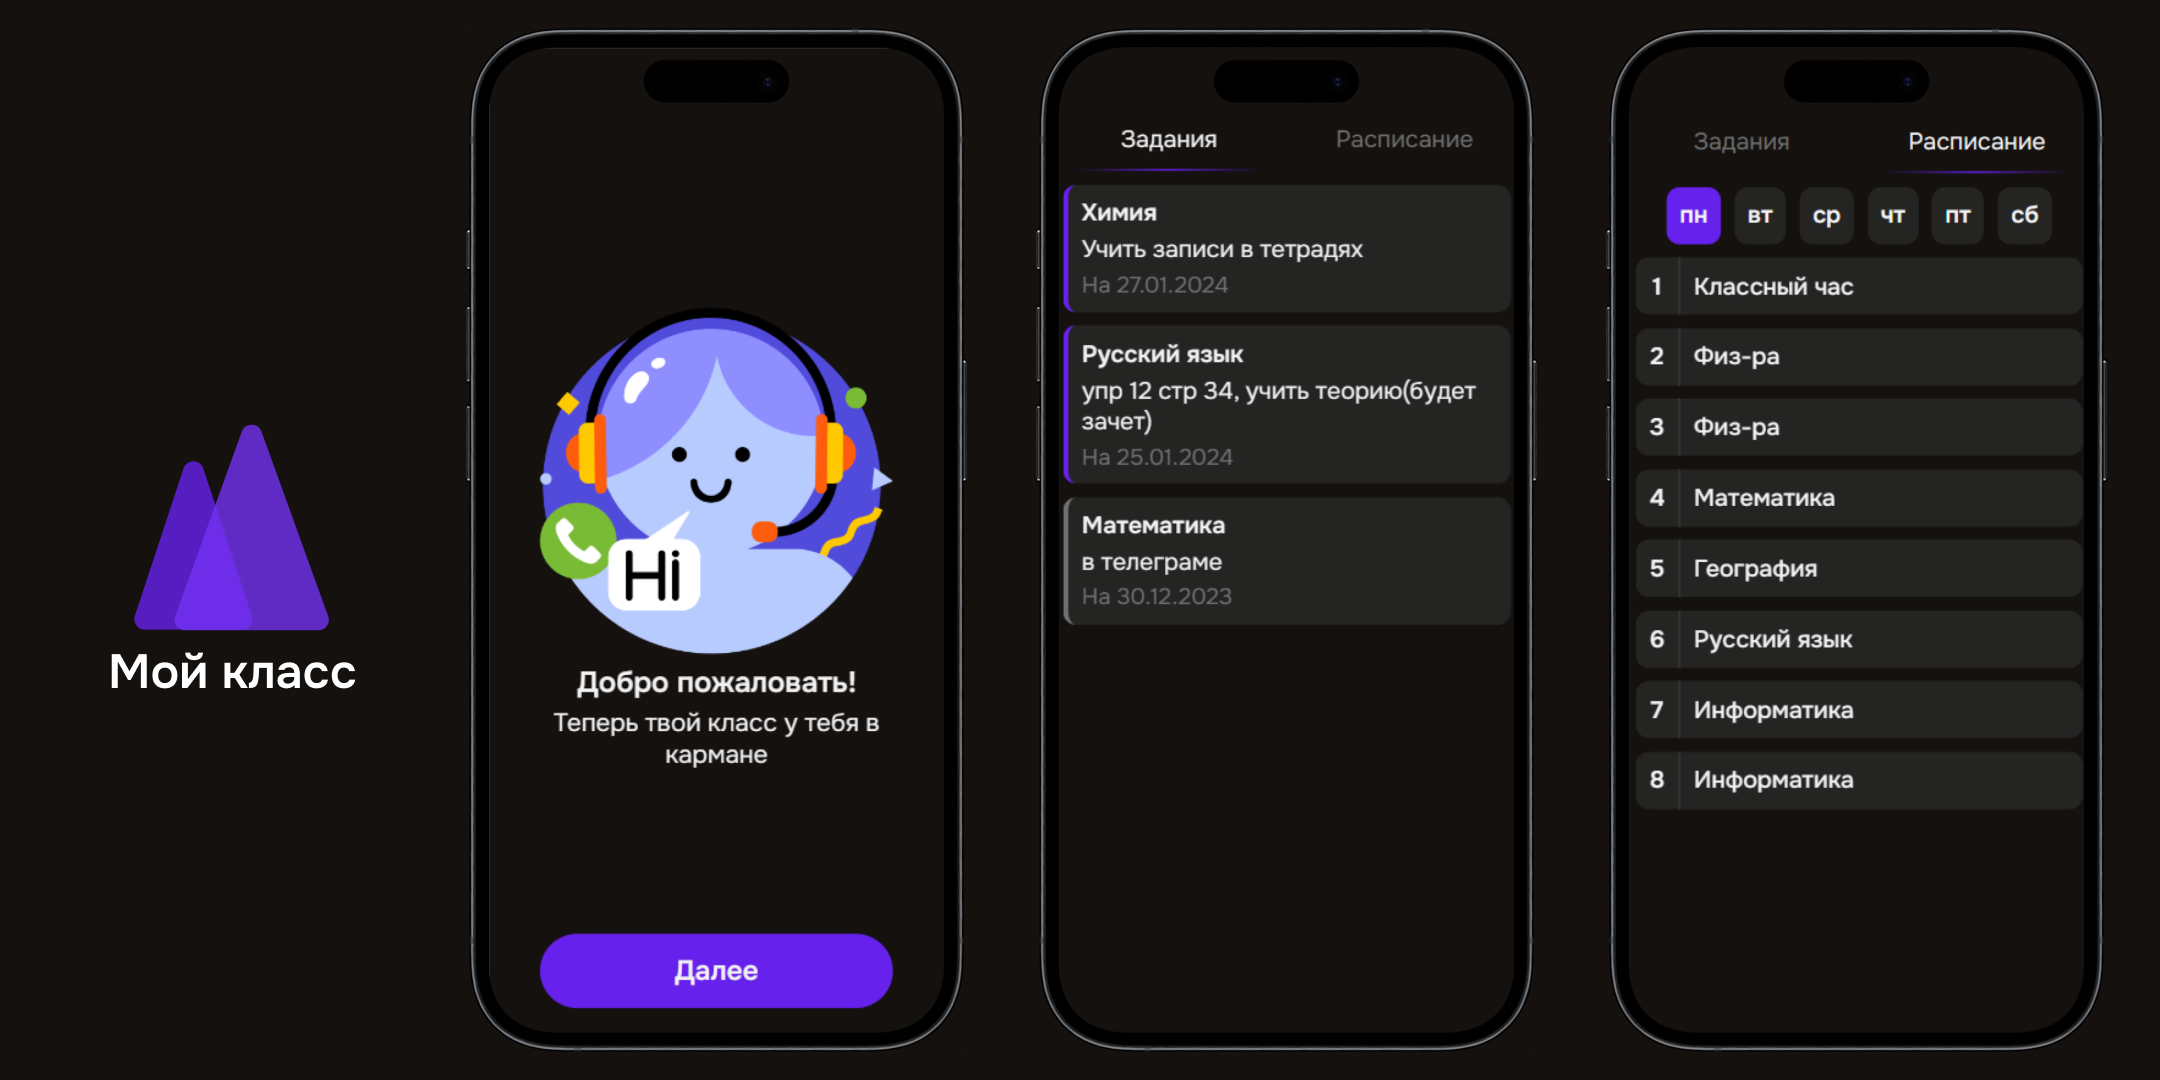 Мой класс
Hi
Добро пожаловать!
Теперь твой класс у тебя в
кармане
Далее
Задания
Расписание
Химия
Учить записи в тетрадях
На 27.01.2024
Русский язык
упр 12 стр 34, учить теорию(будет
зачет)
На 25.01.2024
Математика
в телеграме
На 30.12.2023
Задания
Расписание
пн вт ср чт пт сб
1 Классный час
2 Физ-ра
3 Физ-ра
4 Математика
5 География
6 Русский язык
7 Информатика
8 Информатика